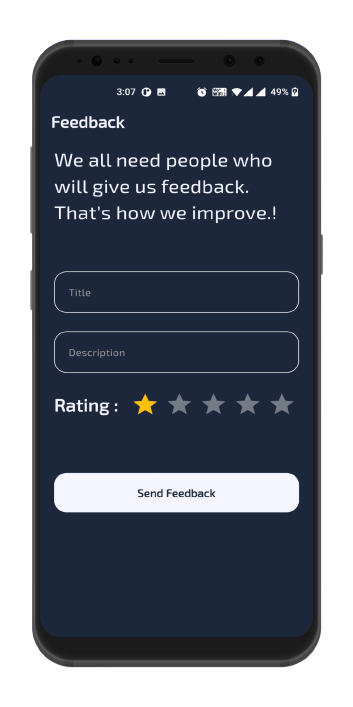 3:07 49%
Feedback
We all need people who
will give us feedback.
That's how we improve.!
Title
Description
Rating :
Send Feedback